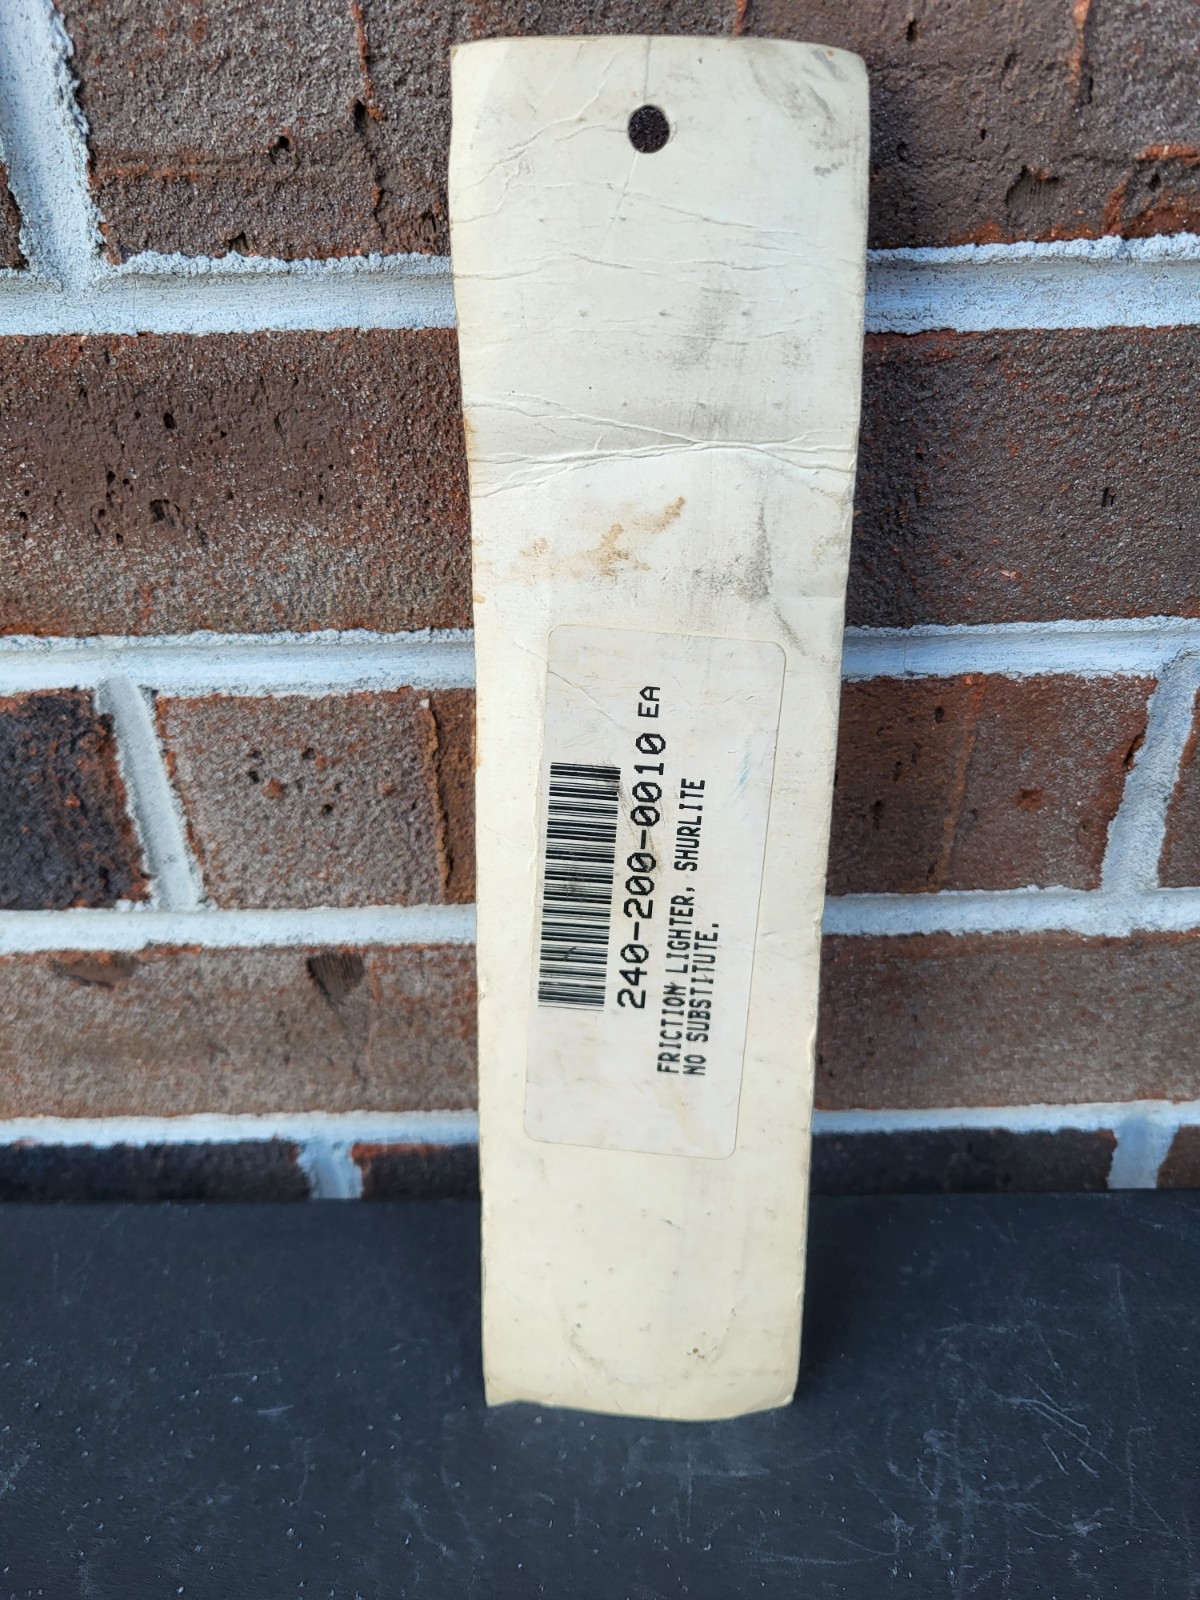 240-200-0010 EA
FRICTION LIGHTER, SHURLITE
NO SUBSTITUTE.